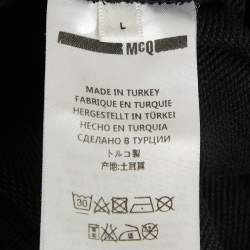 L
McQ
MADE IN TURKEY
FABRIQUE EN TURQUIE
HERGESTELLT IN TÜRKEI
HECHO EN TURQUIA
СДЕЛАНО В ТУРЦИИ
トルコ製
产地:土耳其
30